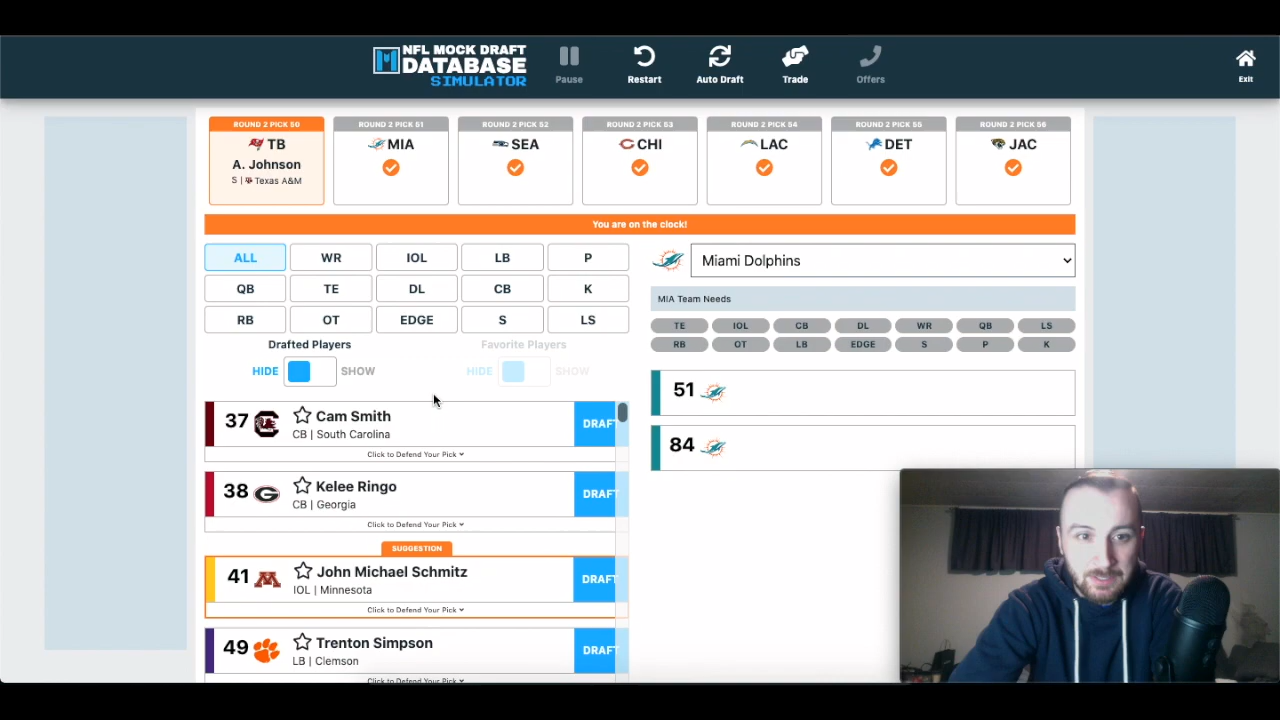 NFL MOCK DRAFT
DATABASE
SIMULATOR
Pause
Restart
Auto Draft
Trade
Offers
Exit
ROUND 2 PICK 50
TB
A. Johnson
S | Texas A&M
ROUND 2 PICK 51
MIA
ROUND 2 PICK 52
SEA
ROUND 2 PICK 53
CHI
ROUND 2 PICK 54
LAC
ROUND 2 PICK 55
DET
ROUND 2 PICK 56
JAC
You are on the clock!
ALL WR IOL LB P
QB TE DL CB K
RB OT EDGE S LS
Drafted Players
HIDE SHOW
Favorite Players
HIDE SHOW
37 Cam Smith
CB | South Carolina
DRAFT
Click to Defend Your Pick
38 Kelee Ringo
CB | Georgia
DRAFT
Click to Defend Your Pick
SUGGESTION
41 John Michael Schmitz
IOL | Minnesota
DRAFT
Click to Defend Your Pick
49 Trenton Simpson
LB | Clemson
DRAFT
Click to Defend Your Pick
Miami Dolphins
MIA Team Needs
TE IOL CB DL WR QB LS
RB OT LB EDGE S P K
51
84